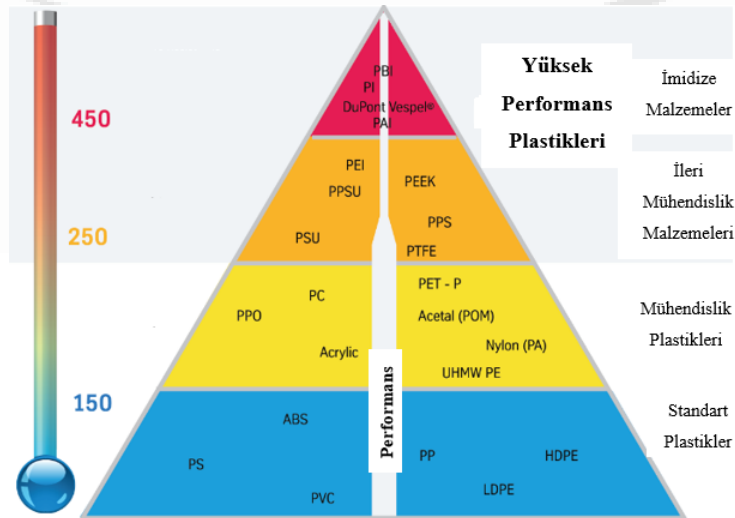 450
250
150
PBI
PI
DuPont Vespel®
PAI
PEI
PPSU
PSU
PEEK
PPS
PTFE
PC
PPO
Acrylic
PET - P
Acetal (POM)
Nylon (PA)
UHMW PE
ABS
PS
PVC
PP
HDPE
LDPE
Performans
Yüksek
Performans
Plastikleri
İmidize
Malzemeler
İleri
Mühendislik
Malzemeleri
Mühendislik
Plastikleri
Standart
Plastikler